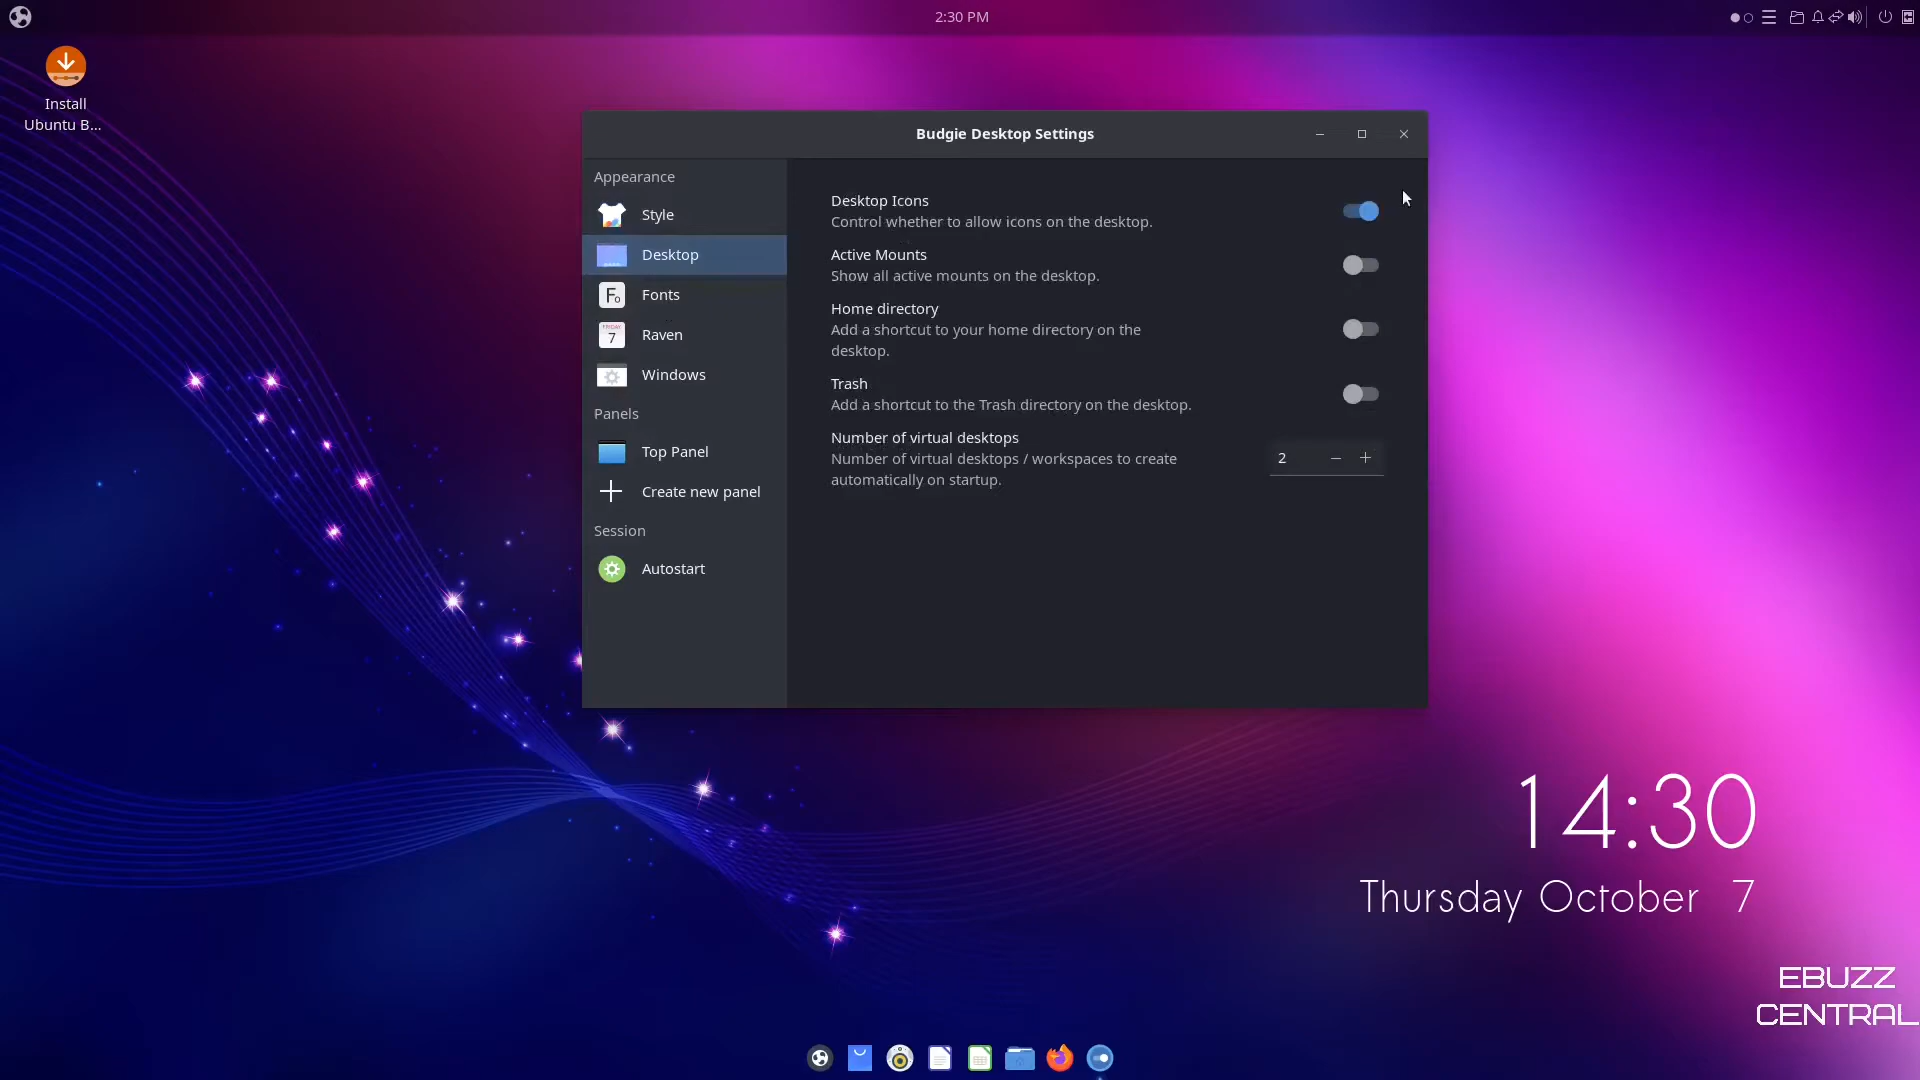 2:30 PM
Install
Ubuntu B...
Budgie Desktop Settings
Appearance
Style
Desktop
Fonts
FRIDAY
7
Raven
Windows
Panels
Top Panel
Create new panel
Session
Autostart
Desktop Icons
Control whether to allow icons on the desktop.
Active Mounts
Show all active mounts on the desktop.
Home directory
Add a shortcut to your home directory on the
desktop.
Trash
Add a shortcut to the Trash directory on the desktop.
Number of virtual desktops
Number of virtual desktops / workspaces to create
automatically on startup.
2
14:30
Thursday October 7
EBUZZ
CENTRAL